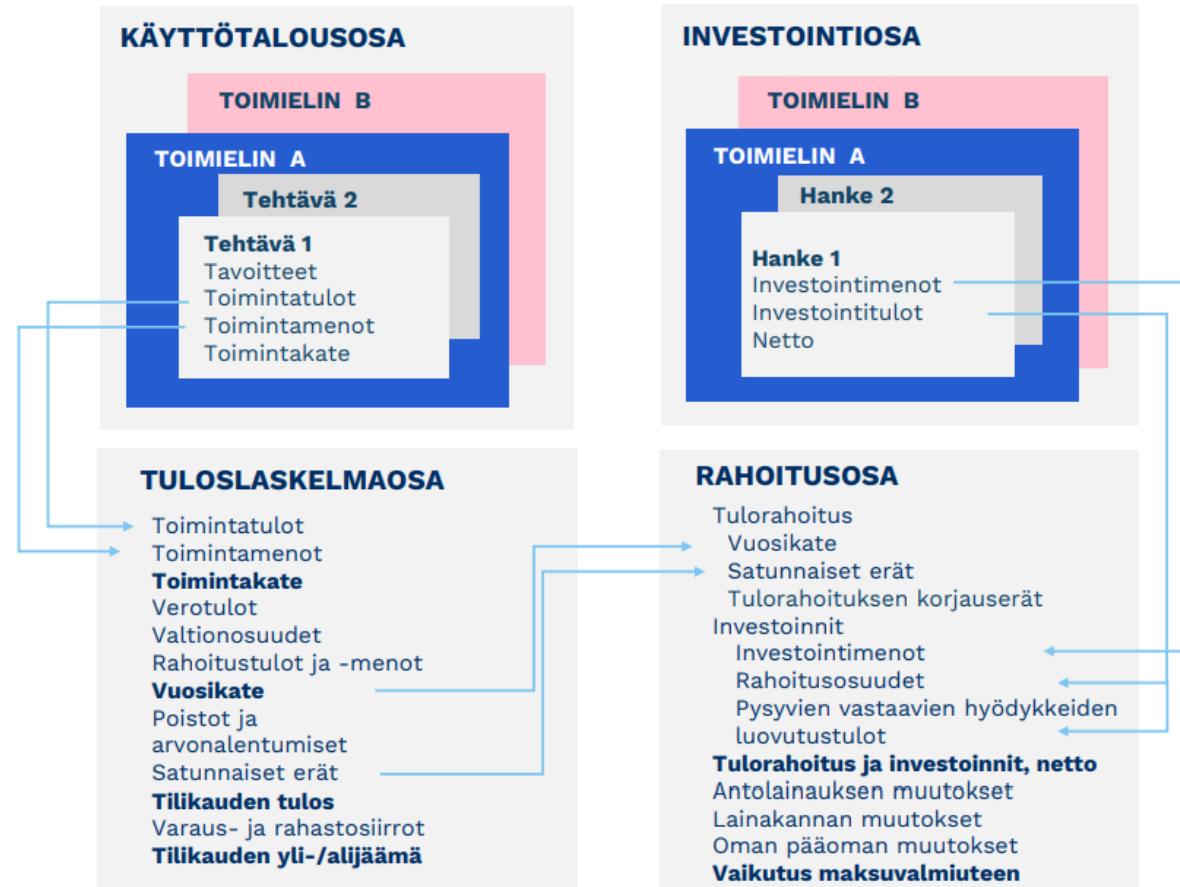 KÄYTTÖTALOUSOSA
TOIMIELIN B
TOIMIELIN A
Tehtävä 2
Tehtävä 1
Tavoitteet
Toimintatulot
Toimintamenot
Toimintakate
INVESTOINTIOSA
TOIMIELIN B
TOIMIELIN A
Hanke 2
Hanke 1
Investointimenot
Investointitulot
Netto
TULOSLASKELMAOSA
Toimintatulot
Toimintamenot
Toimintakate
Verotulot
Valtionosuudet
Rahoitustulot ja -menot
Vuosikate
Poistot ja
arvonalentumiset
Satunnaiset erät
Tilikauden tulos
Varaus- ja rahastosiirrot
Tilikauden yli-/alijäämä
RAHOITUSOSA
Tulorahoitus
Vuosikate
Satunnaiset erät
Tulorahoituksen korjauserät
Investoinnit
Investointimenot
Rahoitusosuudet
Pysyvien vastaavien hyödykkeiden
luovutustulot
Tulorahoitus ja investoinnit, netto
Antolainauksen muutokset
Lainakannan muutokset
Oman pääoman muutokset
Vaikutus maksuvalmiuteen